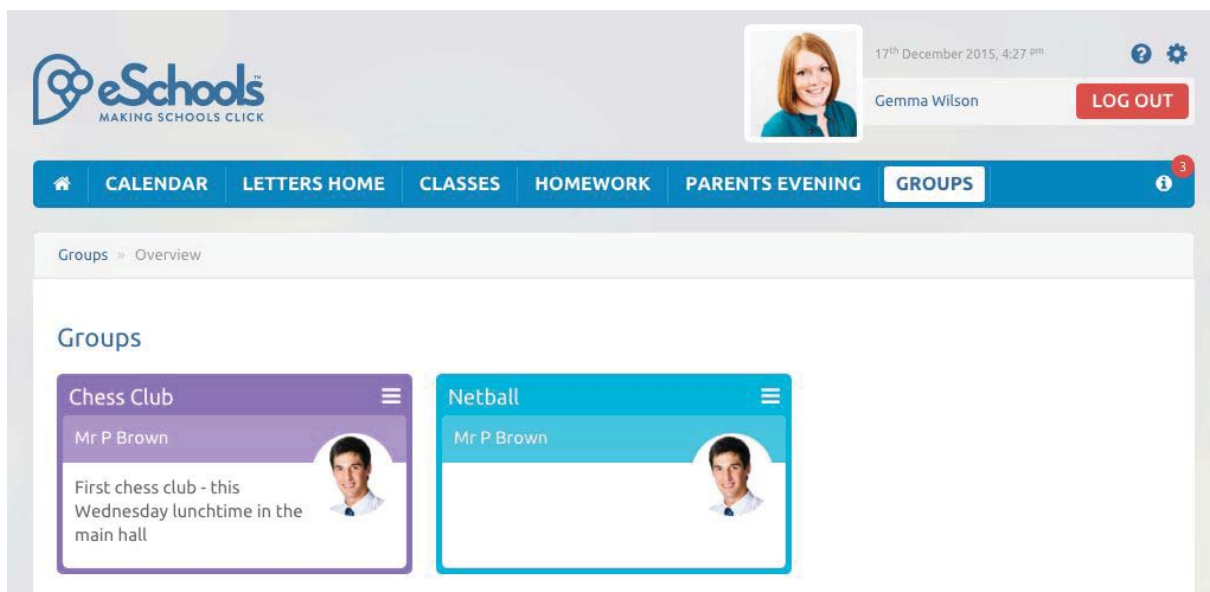 eSchools™
MAKING SCHOOLS CLICK
17th December 2015, 4:27 pm
Gemma Wilson
LOG OUT
CALENDAR LETTERS HOME CLASSES HOMEWORK PARENTS EVENING GROUPS
3
Groups » Overview
Groups
Chess Club
Mr P Brown
First chess club - this
Wednesday lunchtime in the
main hall
Netball
Mr P Brown